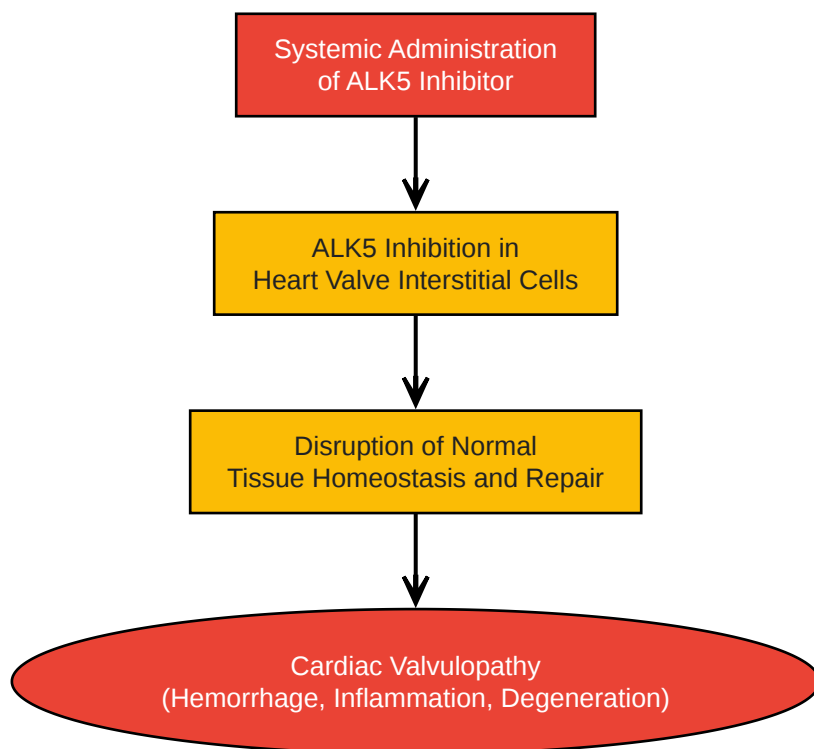 Systemic Administration
of ALK5 Inhibitor
ALK5 Inhibition in
Heart Valve Interstitial Cells
Disruption of Normal
Tissue Homeostasis and Repair
Cardiac Valvulopathy
(Hemorrhage, Inflammation, Degeneration)